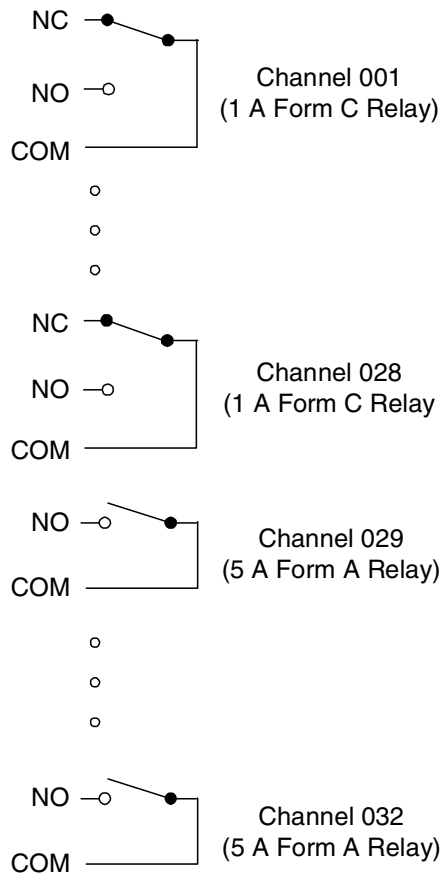 NC
NO
COM
Channel 001
(1 A Form C Relay)
NC
NO
COM
Channel 028
(1 A Form C Relay
NO
COM
Channel 029
(5 A Form A Relay)
NO
COM
Channel 032
(5 A Form A Relay)